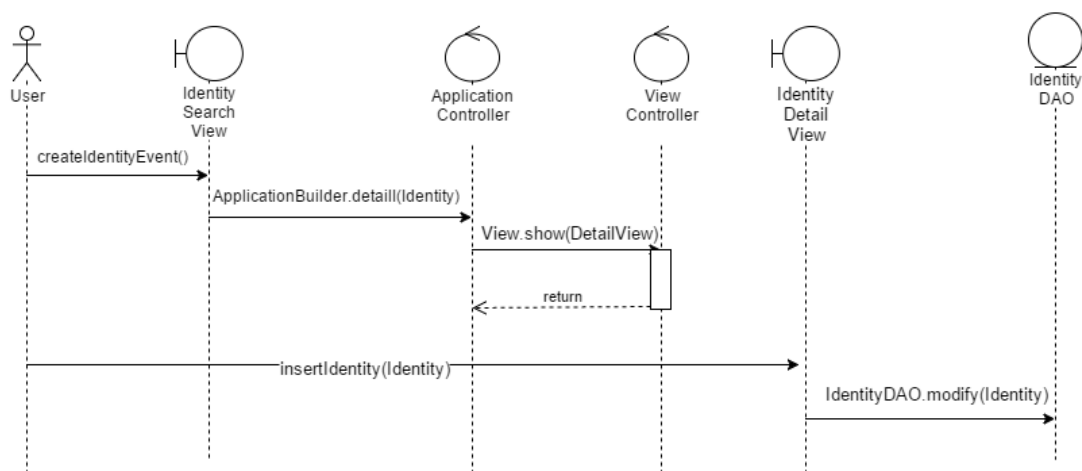 User
Identity
Search
View
Application
Controller
View
Controller
Identity
Detail
View
Identity
DAO
createIdentityEvent()
ApplicationBuilder.detaill(Identity)
View.show(DetailView)
return
insertIdentity(Identity)
IdentityDAO.modify(Identity)